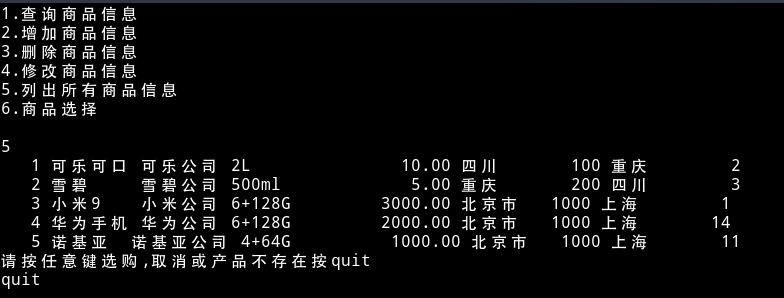 1.查询商品信息
2.增加商品信息
3.删除商品信息
4.修改商品信息
5.列出所有商品信息
6.商品选择
5
1 可乐可口 可乐公司 2L 10.00 四川 100 重庆 2
2 雪碧 雪碧公司 500ml 5.00 重庆 200 四川 3
3 小米9 小米公司 6+128G 3000.00 北京市 1000 上海 1
4 华为手机 华为公司 6+128G 2000.00 北京市 1000 上海 14
5 诺基亚 诺基亚公司 4+64G 1000.00 北京市 1000 上海 11
请按任意键选购,取消或产品不存在按quit
quit